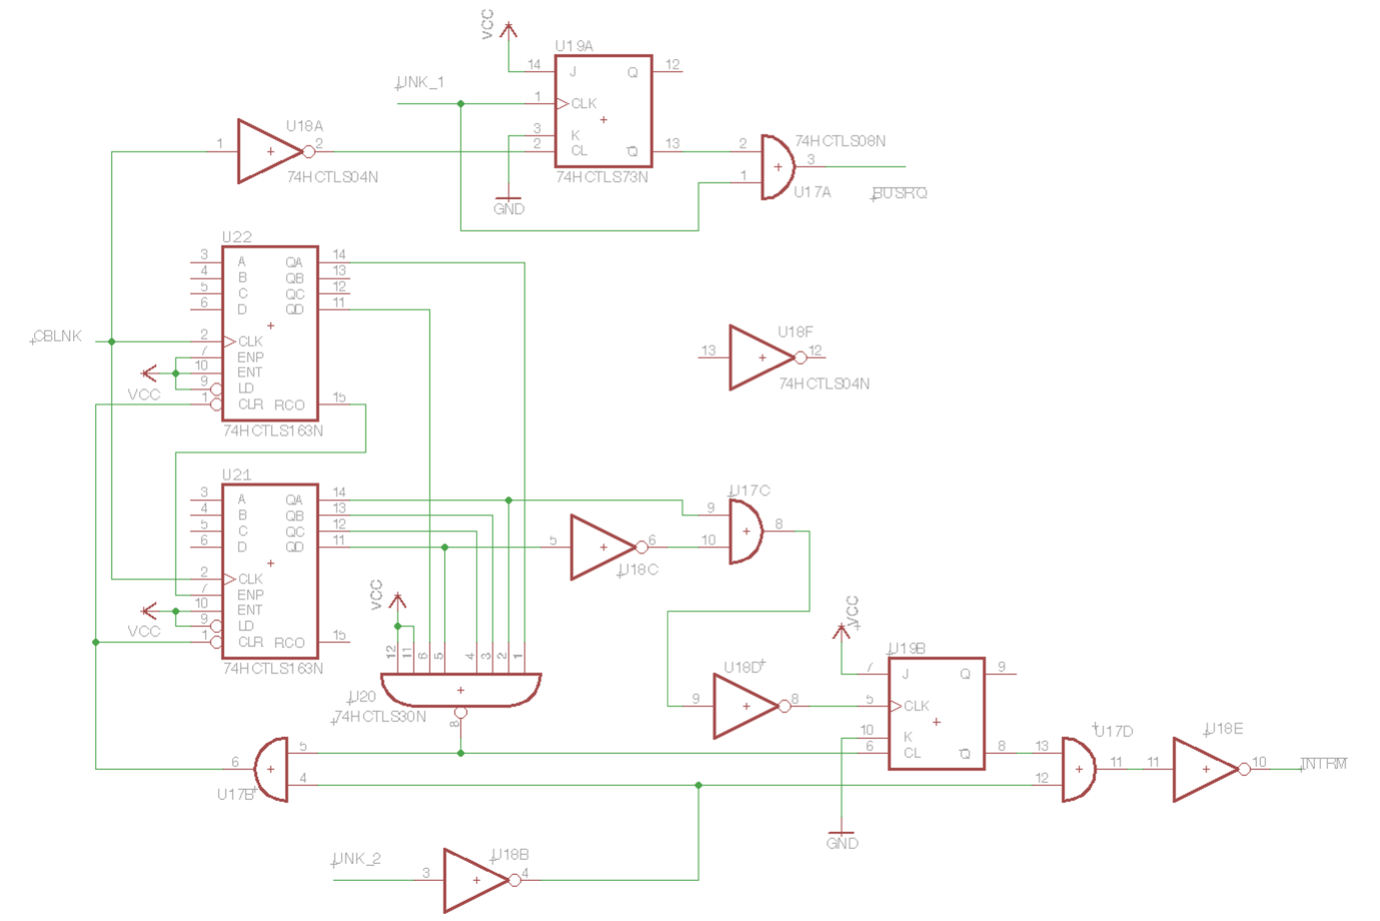 VCC
U19A
14 J Q 12
UNK_1
1 CLK
3 K
2 CL Q 13
74HCTLS73N
GND
U18A
1 2
74HCTLS04N
74HCTLS08N
2
1
3
U17A
BUSRQ
U22
3 A QA 14
4 B QB 13
5 C QC 12
6 D QD 11
CBLNK
2 CLK
7 ENP
10 ENT
9 LD
1 CLR RCO 15
VCC
74HCTLS163N
U18F
13 12
74HCTLS04N
U21
3 A QA 14
4 B QB 13
5 C QC 12
6 D QD 11
2 CLK
7 ENP
10 ENT
9 LD
1 CLR RCO 15
VCC
74HCTLS163N
U17C
9
10
8
5 6
U18C
VCC
12 11 6 5 4 3 2 1
U20
74HCTLS30N
8
U18D
9 8
VCC
U19B
7 J Q 9
5 CLK
10 K
6 CL Q 8
GND
6 5
4
U17B
13
12
11
U17D
U18E
11 10
INTRM
UNK_2
3 4
U18B